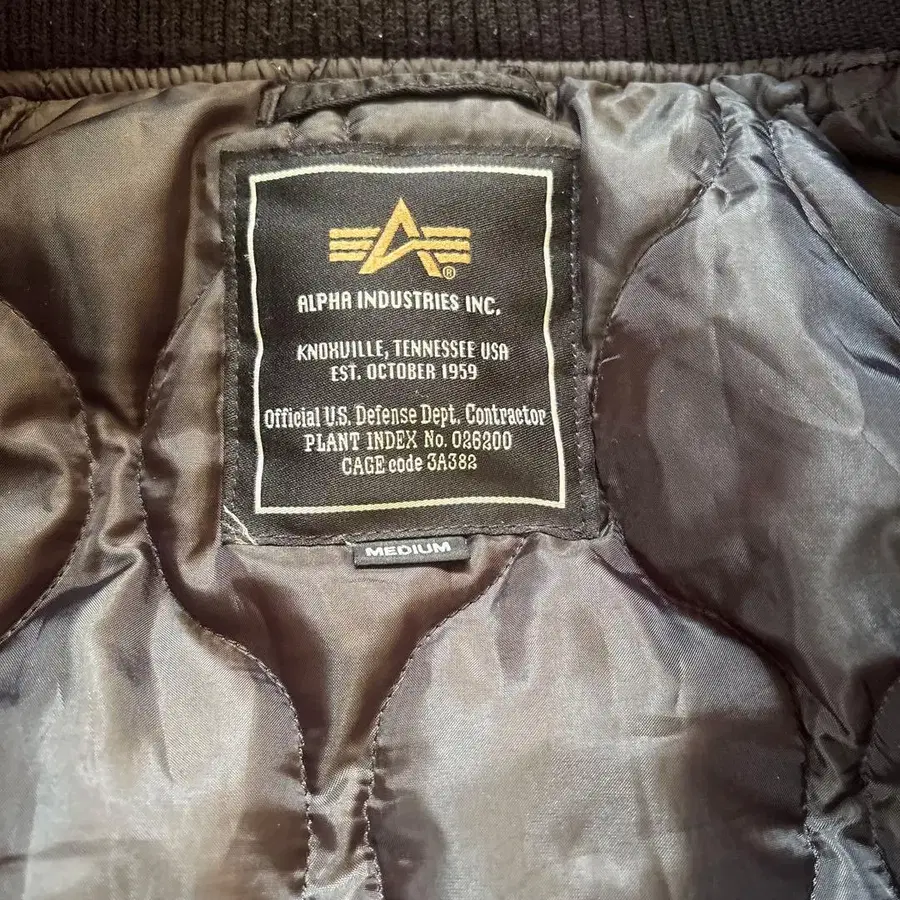 ®
ALPHA INDUSTRIES INC.
KNOXVILLE, TENNESSEE USA
EST. OCTOBER 1959
Official U.S. Defense Dept. Contractor
PLANT INDEX No. 026200
CAGE code 3A382
MEDIUM